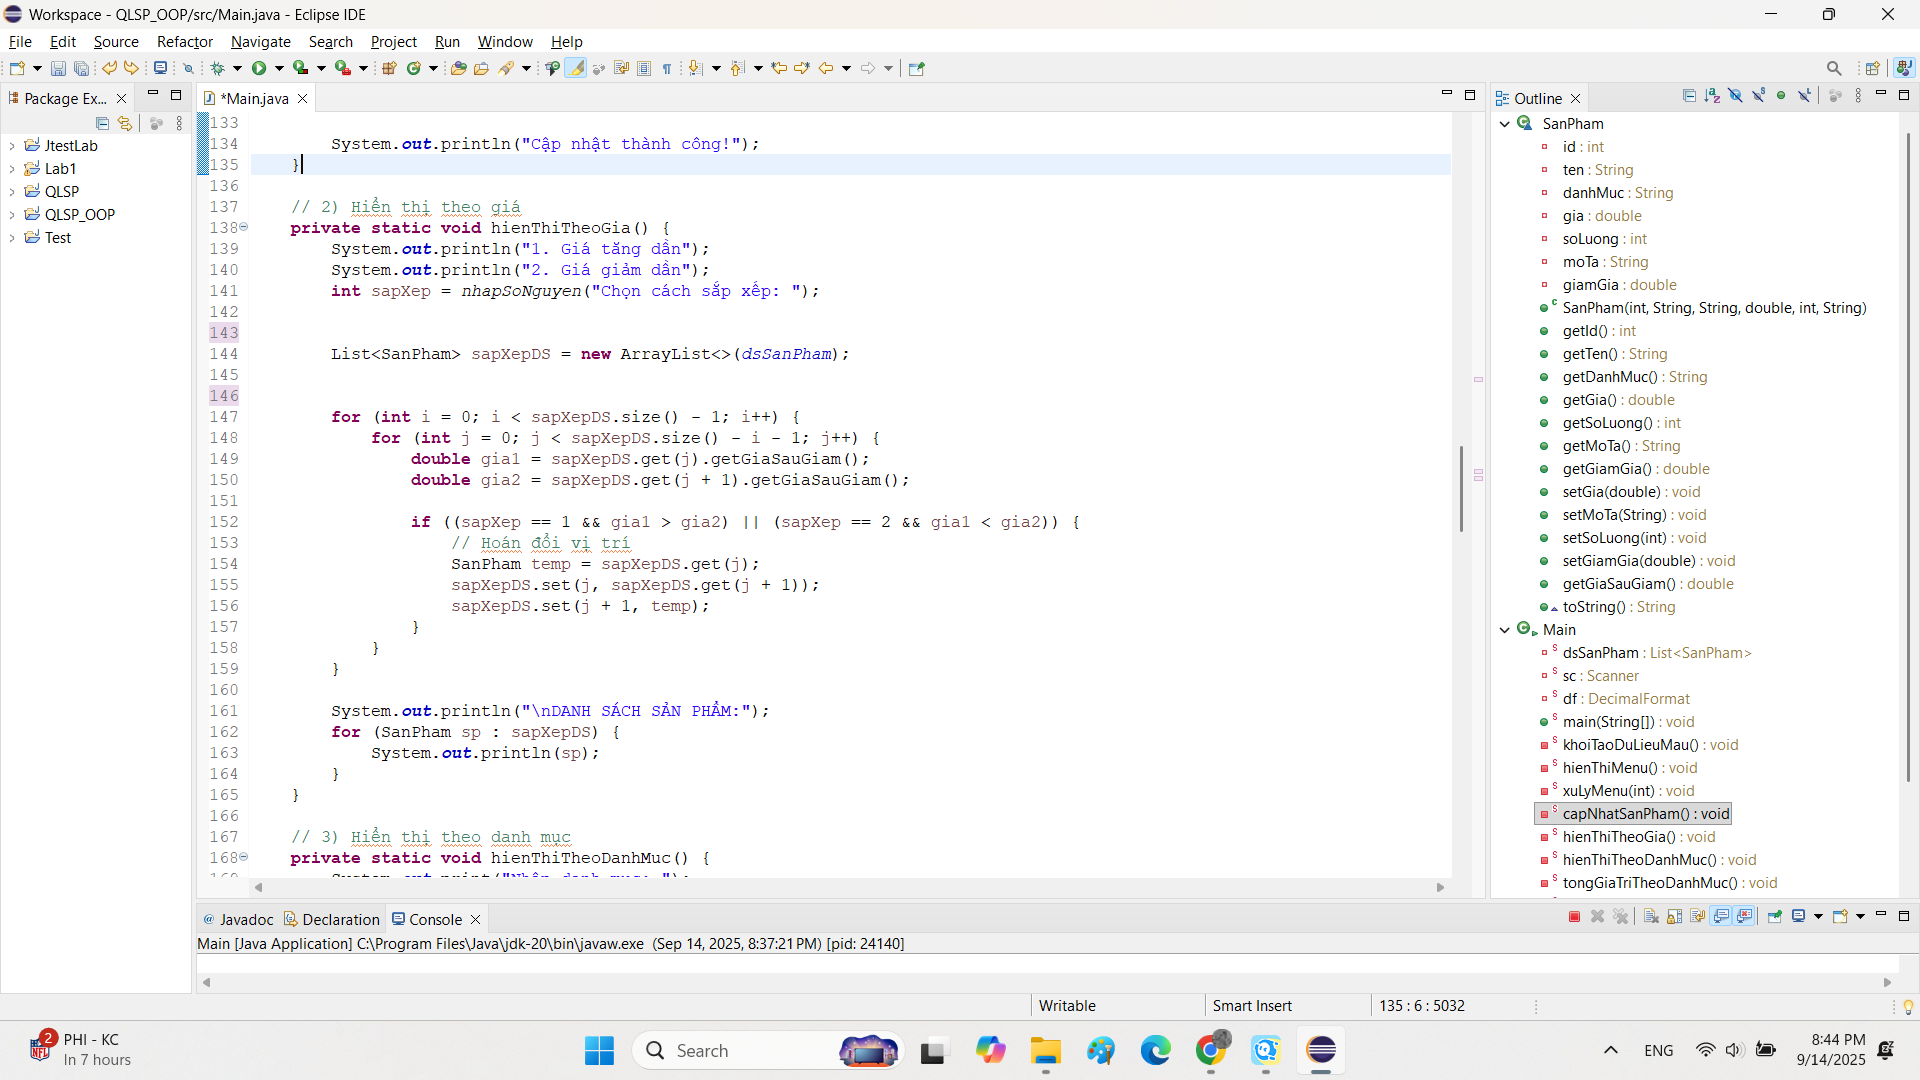 Workspace - QLSP_OOP/src/Main.java - Eclipse IDE
File Edit Source Refactor Navigate Search Project Run Window Help
Package Ex...
JtestLab
Lab1
QLSP
QLSP_OOP
Test
*Main.java
133
134 System.out.println("Cập nhật thành công!");
135 }
136
137 // 2) Hiển thị theo giá
138 private static void hienThiTheoGia() {
139 System.out.println("1. Giá tăng dần");
140 System.out.println("2. Giá giảm dần");
141 int sapXep = nhapSoNguyen("Chọn cách sắp xếp: ");
142
143
144 List<SanPham> sapXepDS = new ArrayList<>(dsSanPham);
145
146
147 for (int i = 0; i < sapXepDS.size() - 1; i++) {
148 for (int j = 0; j < sapXepDS.size() - i - 1; j++) {
149 double gia1 = sapXepDS.get(j).getGiaSauGiam();
150 double gia2 = sapXepDS.get(j + 1).getGiaSauGiam();
151
152 if ((sapXep == 1 && gia1 > gia2) || (sapXep == 2 && gia1 < gia2)) {
153 // Hoán đổi vị trí
154 SanPham temp = sapXepDS.get(j);
155 sapXepDS.set(j, sapXepDS.get(j + 1));
156 sapXepDS.set(j + 1, temp);
157 }
158 }
159 }
160
161 System.out.println("\nDANH SÁCH SẢN PHẨM:");
162 for (SanPham sp : sapXepDS) {
163 System.out.println(sp);
164 }
165 }
166
167 // 3) Hiển thị theo danh mục
168 private static void hienThiTheoDanhMuc() {
Outline
SanPham
id : int
ten : String
danhMuc : String
gia : double
soLuong : int
moTa : String
giamGia : double
SanPham(int, String, String, double, int, String)
getId() : int
getTen() : String
getDanhMuc() : String
getGia() : double
getSoLuong() : int
getMoTa() : String
getGiamGia() : double
setGia(double) : void
setMoTa(String) : void
setSoLuong(int) : void
setGiamGia(double) : void
getGiaSauGiam() : double
toString() : String
Main
dsSanPham : List<SanPham>
sc : Scanner
df : DecimalFormat
main(String[]) : void
khoiTaoDuLieuMau() : void
hienThiMenu() : void
xuLyMenu(int) : void
capNhatSanPham() : void
hienThiTheoGia() : void
hienThiTheoDanhMuc() : void
tongGiaTriTheoDanhMuc() : void
Javadoc Declaration Console
Main [Java Application] C:\Program Files\Java\jdk-20\bin\javaw.exe (Sep 14, 2025, 8:37:21 PM) [pid: 24140]
Writable Smart Insert 135 : 6 : 5032
2
PHI - KC
In 7 hours
Search
ENG
8:44 PM
9/14/2025